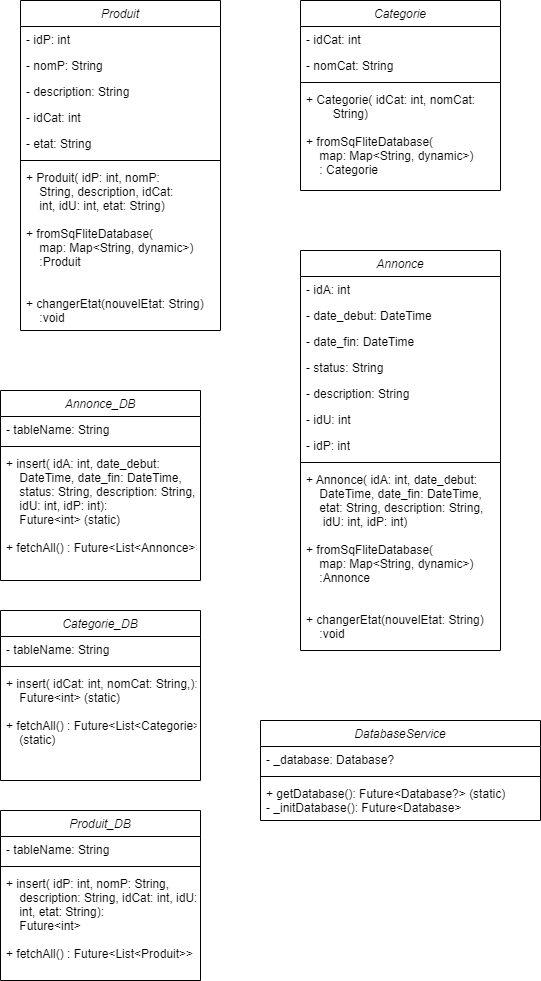 Produit
- idP: int
- nomP: String
- description: String
- idCat: int
- etat: String
+ Produit( idP: int, nomP:
String, description, idCat:
int, idU: int, etat: String)
+ fromSqFliteDatabase(
map: Map<String, dynamic>)
:Produit
+ changerEtat(nouvelEtat: String)
:void
Categorie
- idCat: int
- nomCat: String
+ Categorie( idCat: int, nomCat:
String)
+ fromSqFliteDatabase(
map: Map<String, dynamic>)
: Categorie
Annonce
- idA: int
- date_debut: DateTime
- date_fin: DateTime
- status: String
- description: String
- idU: int
- idP: int
+ Annonce( idA: int, date_debut:
DateTime, date_fin: DateTime,
etat: String, description: String,
idU: int, idP: int)
+ fromSqFliteDatabase(
map: Map<String, dynamic>)
:Annonce
+ changerEtat(nouvelEtat: String)
:void
Annonce_DB
- tableName: String
+ insert( idA: int, date_debut:
DateTime, date_fin: DateTime,
status: String, description: String,
idU: int, idP: int):
Future<int> (static)
+ fetchAll() : Future<List<Annonce>
Categorie_DB
- tableName: String
+ insert( idCat: int, nomCat: String,):
Future<int> (static)
+ fetchAll() : Future<List<Categorie>
(static)
DatabaseService
- _database: Database?
+ getDatabase(): Future<Database?> (static)
- _initDatabase(): Future<Database>
Produit_DB
- tableName: String
+ insert( idP: int, nomP: String,
description: String, idCat: int, idU:
int, etat: String):
Future<int>
+ fetchAll() : Future<List<Produit>>